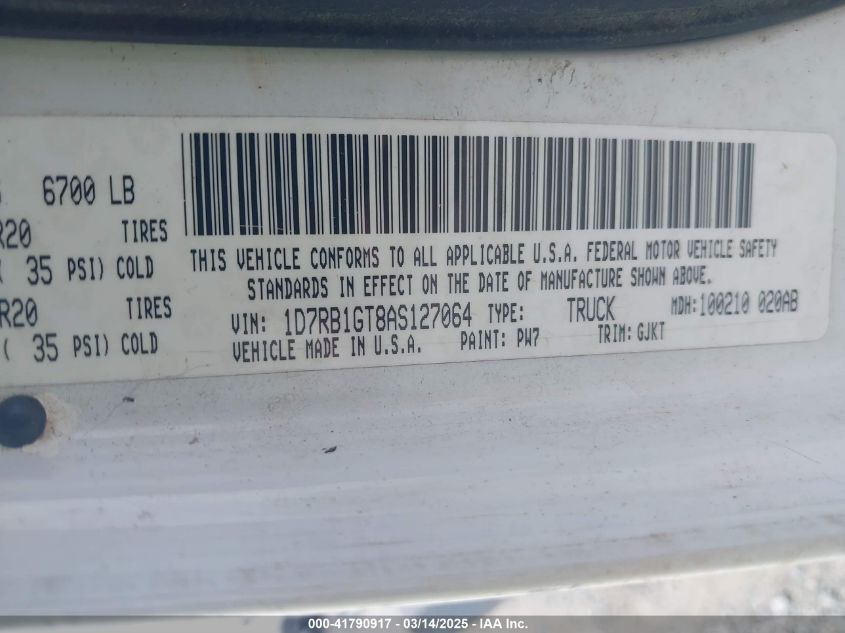 6700 LB
R20 TIRES
( 35 PSI) COLD
R20 TIRES
( 35 PSI) COLD
THIS VEHICLE CONFORMS TO ALL APPLICABLE U.S.A. FEDERAL MOTOR VEHICLE SAFETY
STANDARDS IN EFFECT ON THE DATE OF MANUFACTURE SHOWN ABOVE.
VIN: 1D7RB1GT8AS127064 TYPE: TRUCK MDH:100210 020AB
VEHICLE MADE IN U.S.A. PAINT: PW7 TRIM: GJKT
000-41790917 - 03/14/2025 - IAA Inc.